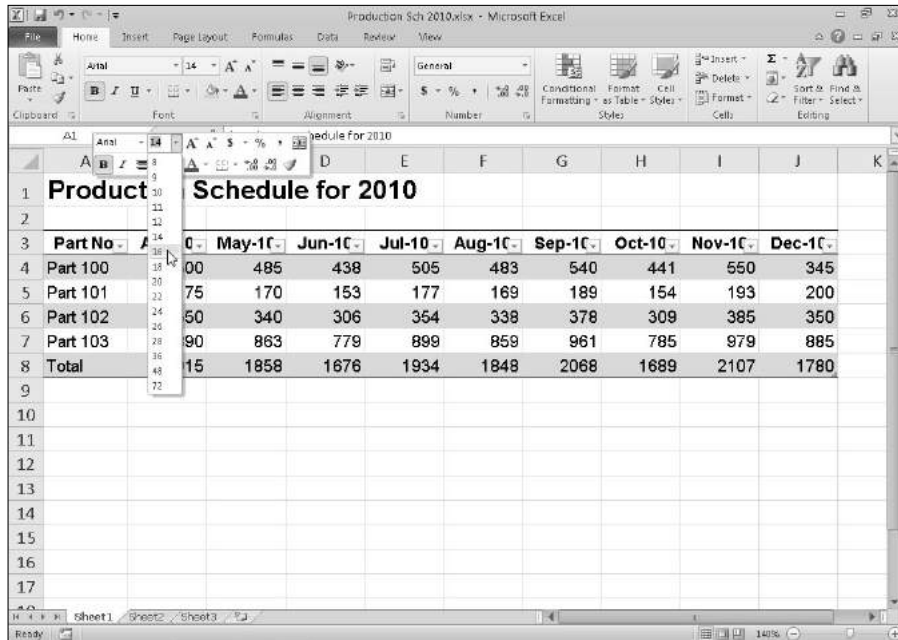 Production Sch 2010.xlsx - Microsoft Excel
File Home Insert Page Layout Formulas Data Review View
Paste Arial 14 A A General Conditional Formatting Format as Table Cell Styles Insert Delete Format Sort & Filter Find & Select
B I U A $ % ,
Clipboard Font Alignment Number Styles Cells Editing
A1 hedule for 2010
Arial 14 A A $ % ,
B I A
8
9
10
11
12
14
16
18
20
22
24
26
28
36
48
72
A D E F G H I J K
1 Product Schedule for 2010
2
3 Part No May-1 Jun-1 Jul-10 Aug-1 Sep-1 Oct-10 Nov-1 Dec-1
4 Part 100 00 485 438 505 483 540 441 550 345
5 Part 101 75 170 153 177 169 189 154 193 200
6 Part 102 50 340 306 354 338 378 309 385 350
7 Part 103 90 863 779 899 859 961 785 979 885
8 Total 15 1858 1676 1934 1848 2068 1689 2107 1780
9
10
11
12
13
14
15
16
17
Sheet1 Sheet2 Sheet3
Ready 140%